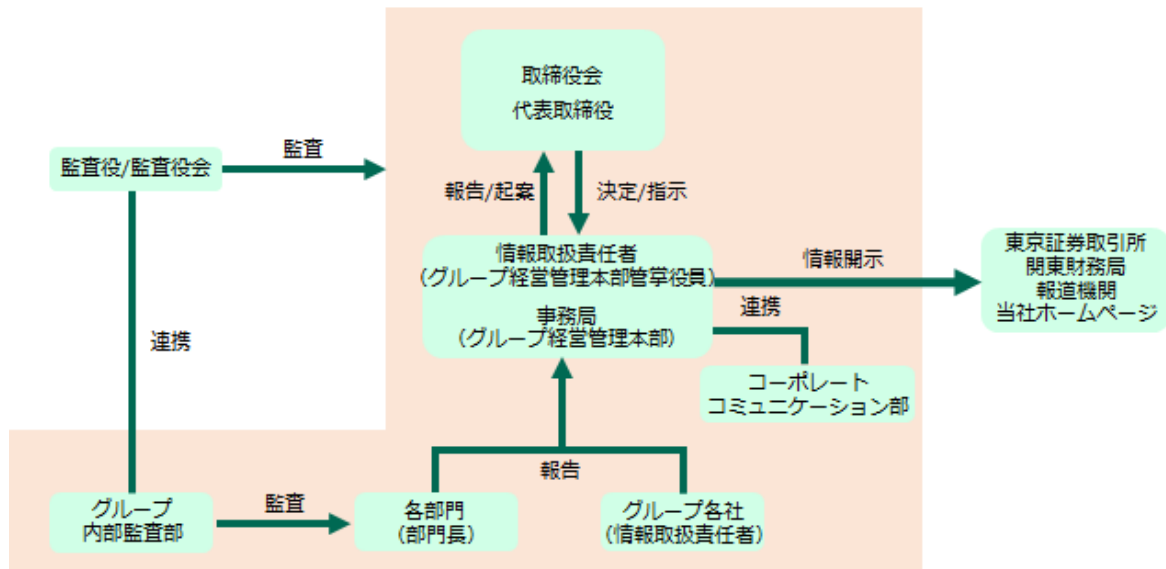 取締役会
代表取締役
監査役/監査役会
監査
報告/起案
決定/指示
情報取扱責任者
(グループ経営管理本部管掌役員)
事務局
(グループ経営管理本部)
情報開示
東京証券取引所
関東財務局
報道機関
当社ホームページ
連携
コーポレート
コミュニケーション部
連携
報告
グループ
内部監査部
監査
各部門
(部門長)
グループ各社
(情報取扱責任者)